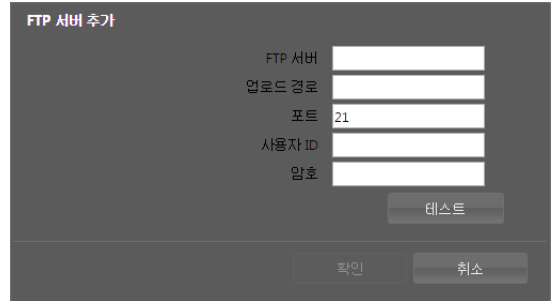 FTP 서버 추가
FTP 서버
업로드 경로
포트 21
사용자 ID
암호
테스트
확인 취소